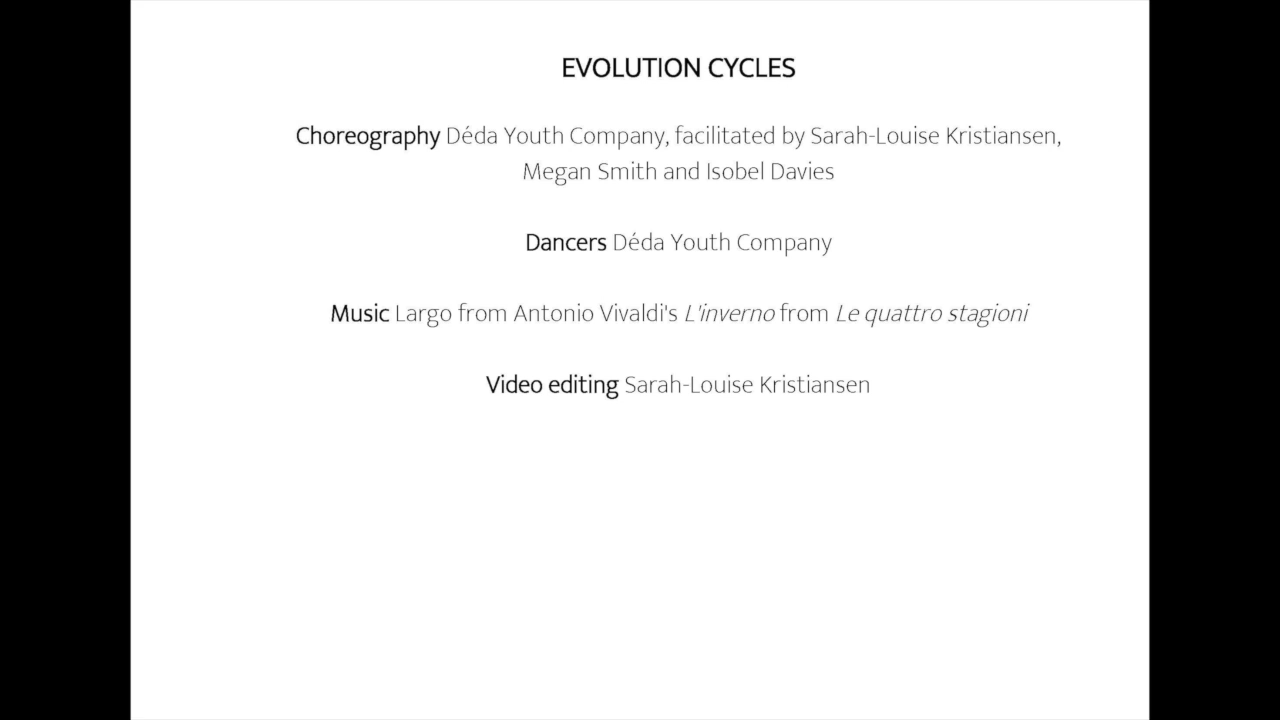 EVOLUTION CYCLES
Choreography Déda Youth Company, facilitated by Sarah-Louise Kristiansen,
Megan Smith and Isobel Davies
Dancers Déda Youth Company
Music Largo from Antonio Vivaldi's L'inverno from Le quattro stagioni
Video editing Sarah-Louise Kristiansen